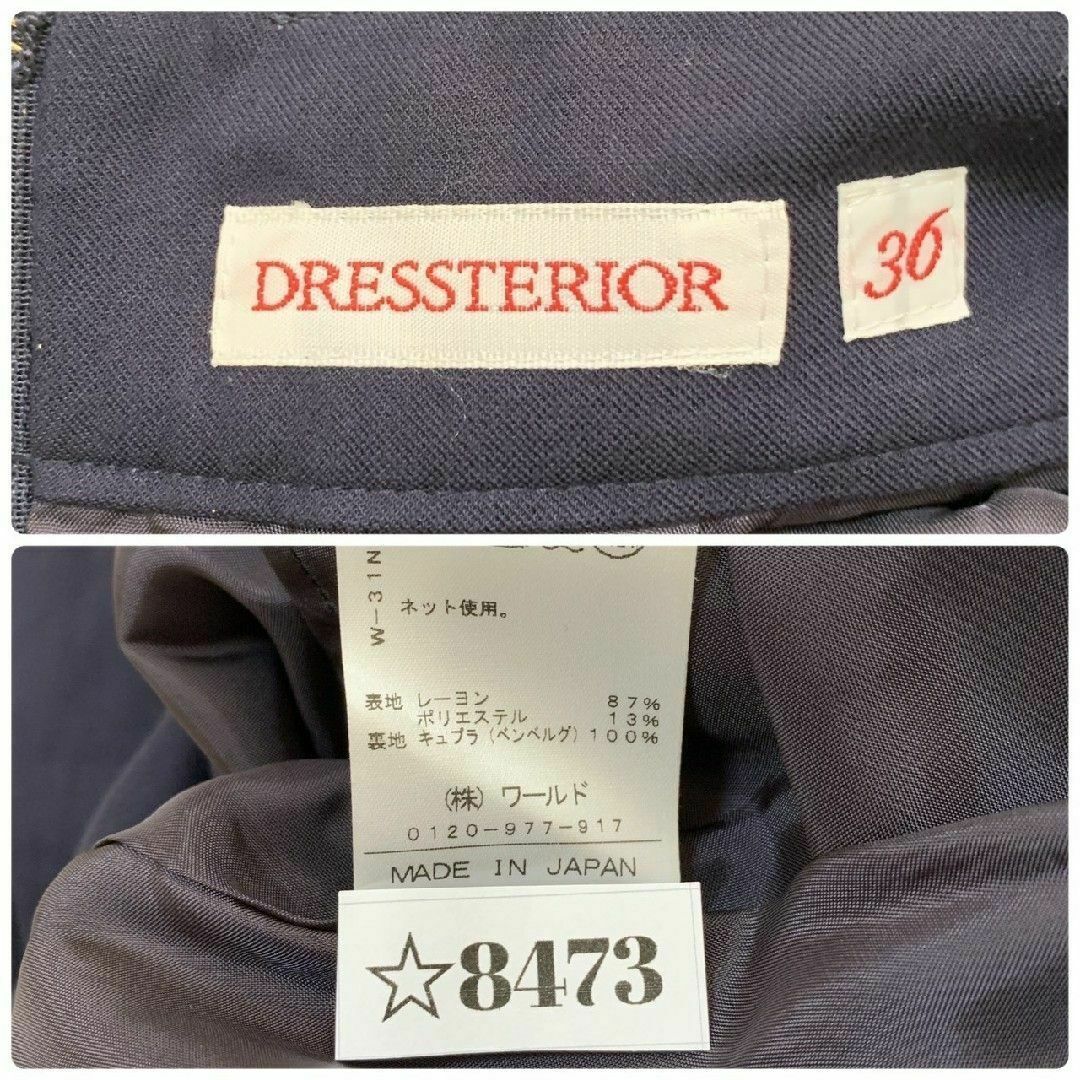 DRESSTERIOR
36
W-31N
ネット使用。
表地 レーヨン 87%
ポリエステル 13%
裏地 キュプラ(ベンベルグ)100%
(株)ワールド
0120-977-917
MADE IN JAPAN
☆8473